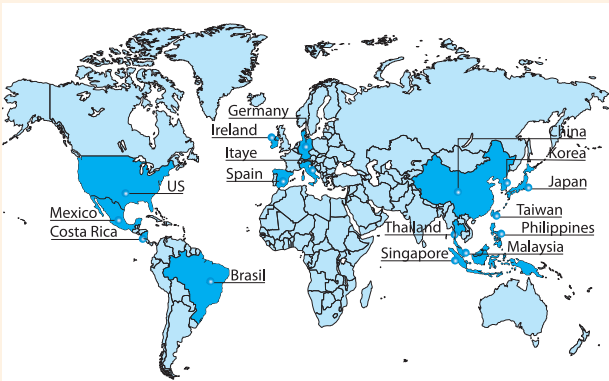 Germany
Ireland
Itaye
Spain
China
Korea
Japan
US
Mexico
Costa Rica
Taiwan
Philippines
Thailand
Malaysia
Singapore
Brasil